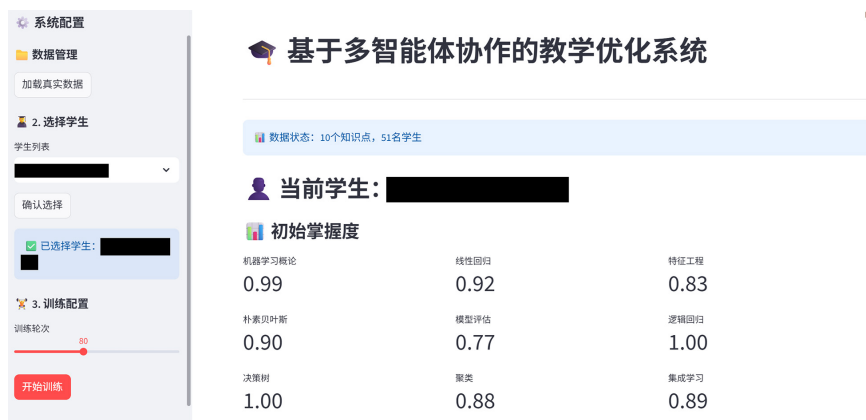 系统配置
数据管理
加载真实数据
2. 选择学生
学生列表
确认选择
已选择学生：
3. 训练配置
训练轮次
80
开始训练
基于多智能体协作的教学优化系统
数据状态：10个知识点，51名学生
当前学生：
初始掌握度
机器学习概论
0.99
线性回归
0.92
特征工程
0.83
朴素贝叶斯
0.90
模型评估
0.77
逻辑回归
1.00
决策树
1.00
聚类
0.88
集成学习
0.89